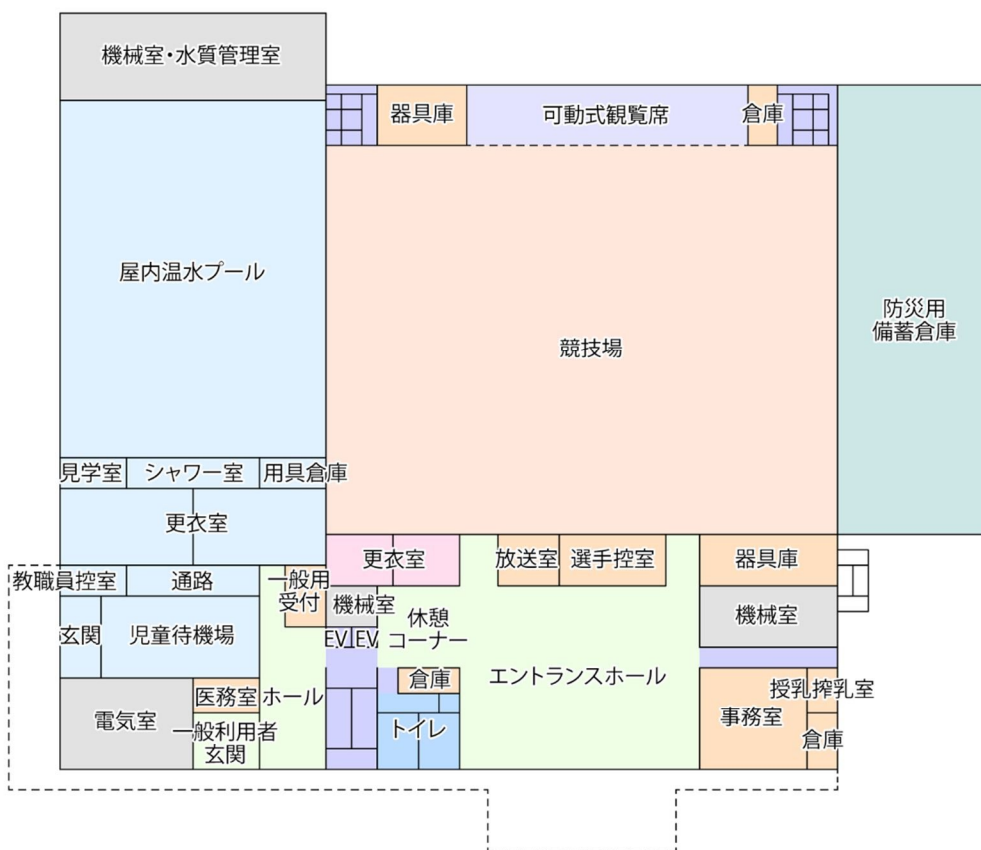 機械室・水質管理室
器具庫
可動式観覧席
倉庫
屋内温水プール
競技場
防災用
備蓄倉庫
見学室
シャワー室
用具倉庫
更衣室
更衣室
放送室
選手控室
器具庫
教職員控室
通路
一般用
受付
機械室
休憩
コーナー
機械室
玄関
児童待機場
EV
EV
エントランスホール
倉庫
医務室
ホール
授乳搾乳室
電気室
一般利用者
玄関
トイレ
事務室
倉庫